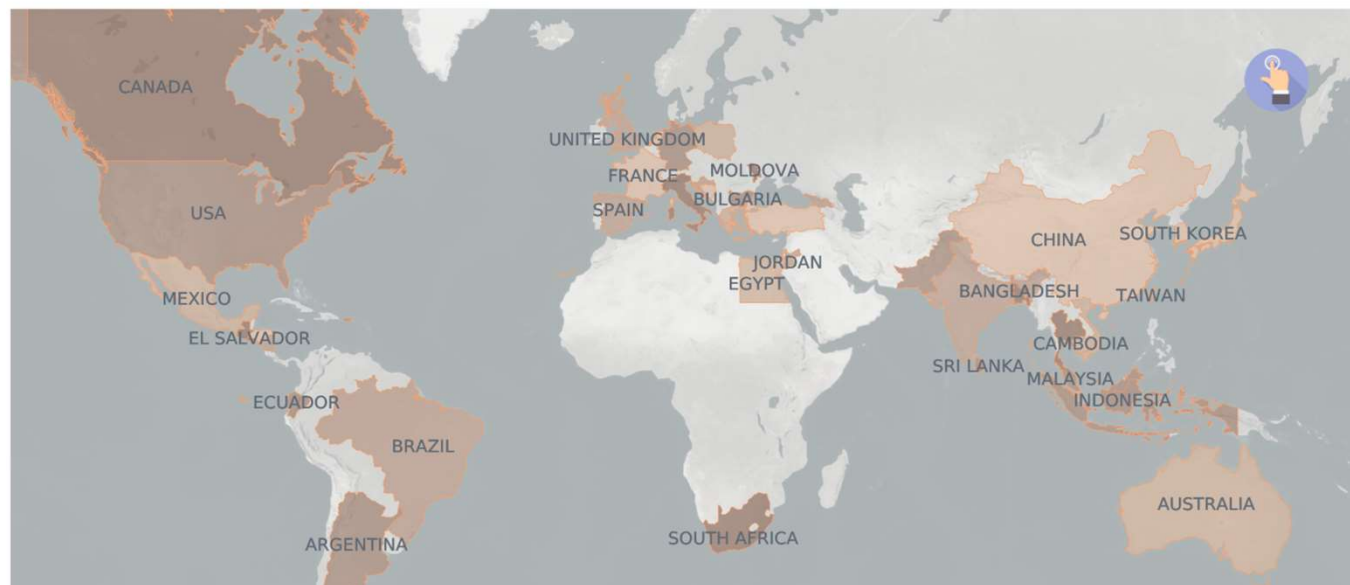 CANADA
UNITED KINGDOM
MOLDOVA
FRANCE
BULGARIA
SPAIN
USA
SOUTH KOREA
CHINA
JORDAN
EGYPT
BANGLADESH
TAIWAN
MEXICO
EL SALVADOR
CAMBODIA
SRI LANKA
MALAYSIA
INDONESIA
ECUADOR
BRAZIL
AUSTRALIA
SOUTH AFRICA
ARGENTINA